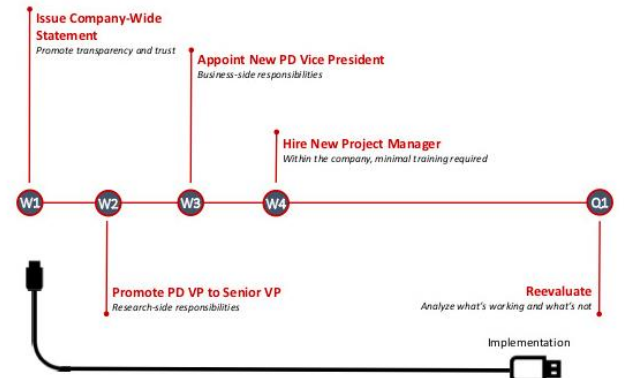 Issue Company-Wide
Statement
Promote transparency and trust
Appoint New PD Vice President
Business-side responsibilities
Hire New Project Manager
Within the company, minimal training required
W1
W2
W3
W4
Q1
Promote PD VP to Senior VP
Research-side responsibilities
Reevaluate
Analyze what's working and what's not
Implementation